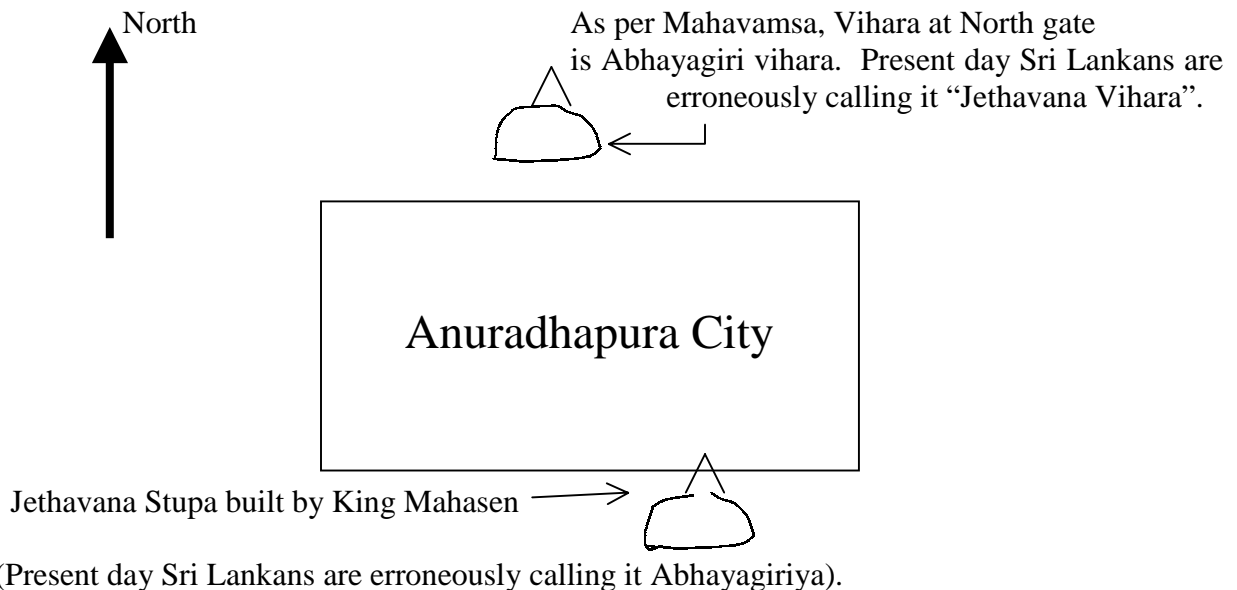 North
As per Mahavamsa, Vihara at North gate
is Abhayagiri vihara. Present day Sri Lankans are
erroneously calling it “Jethavana Vihara”.
Anuradhapura City
Jethavana Stupa built by King Mahasen
(Present day Sri Lankans are erroneously calling it Abhayagiriya).